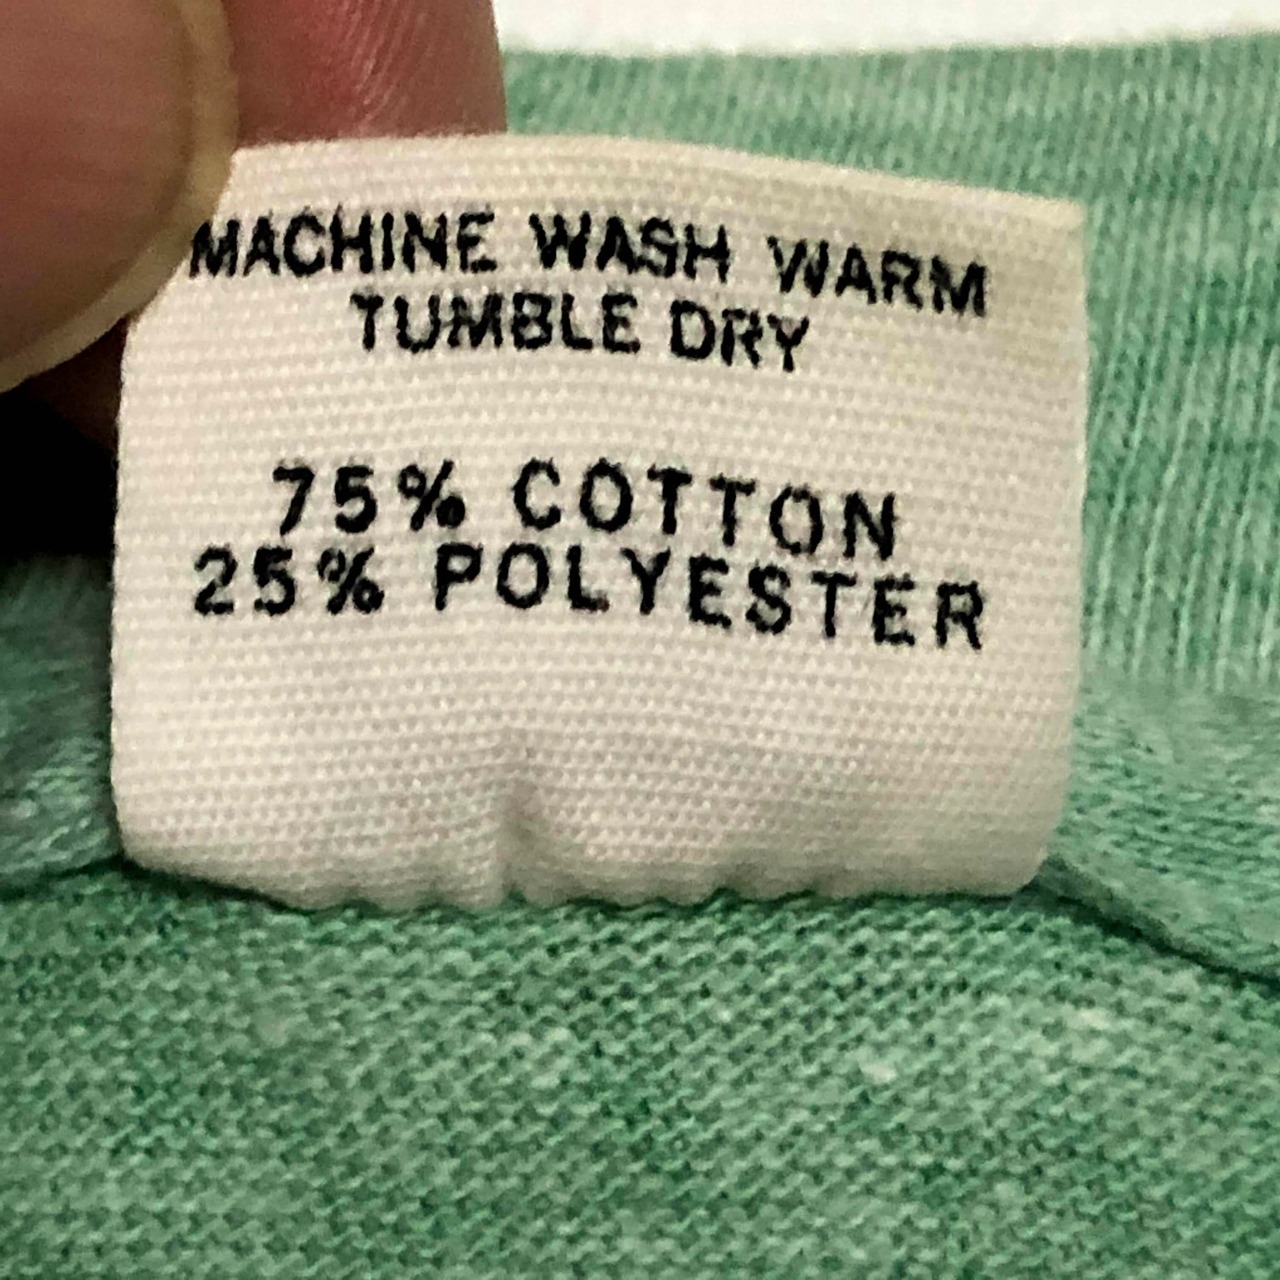 MACHINE WASH WARM
TUMBLE DRY
75% COTTON
25% POLYESTER